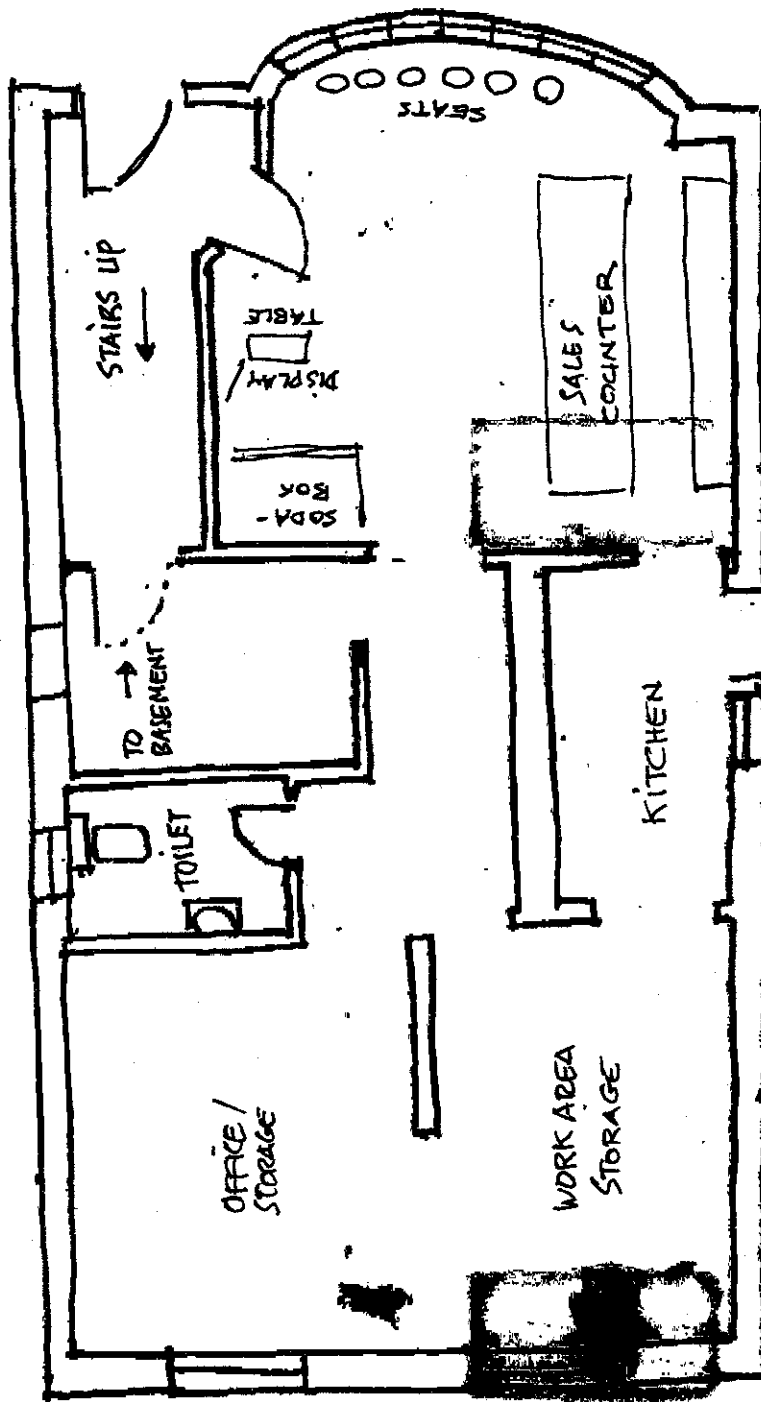 SEATS
STAIRS UP
DISPLAY
TABLE
SODA-
BOX
SALES
COUNTER
TO
BASEMENT
TOILET
KITCHEN
OFFICE/
STORAGE
WORK AREA
STORAGE